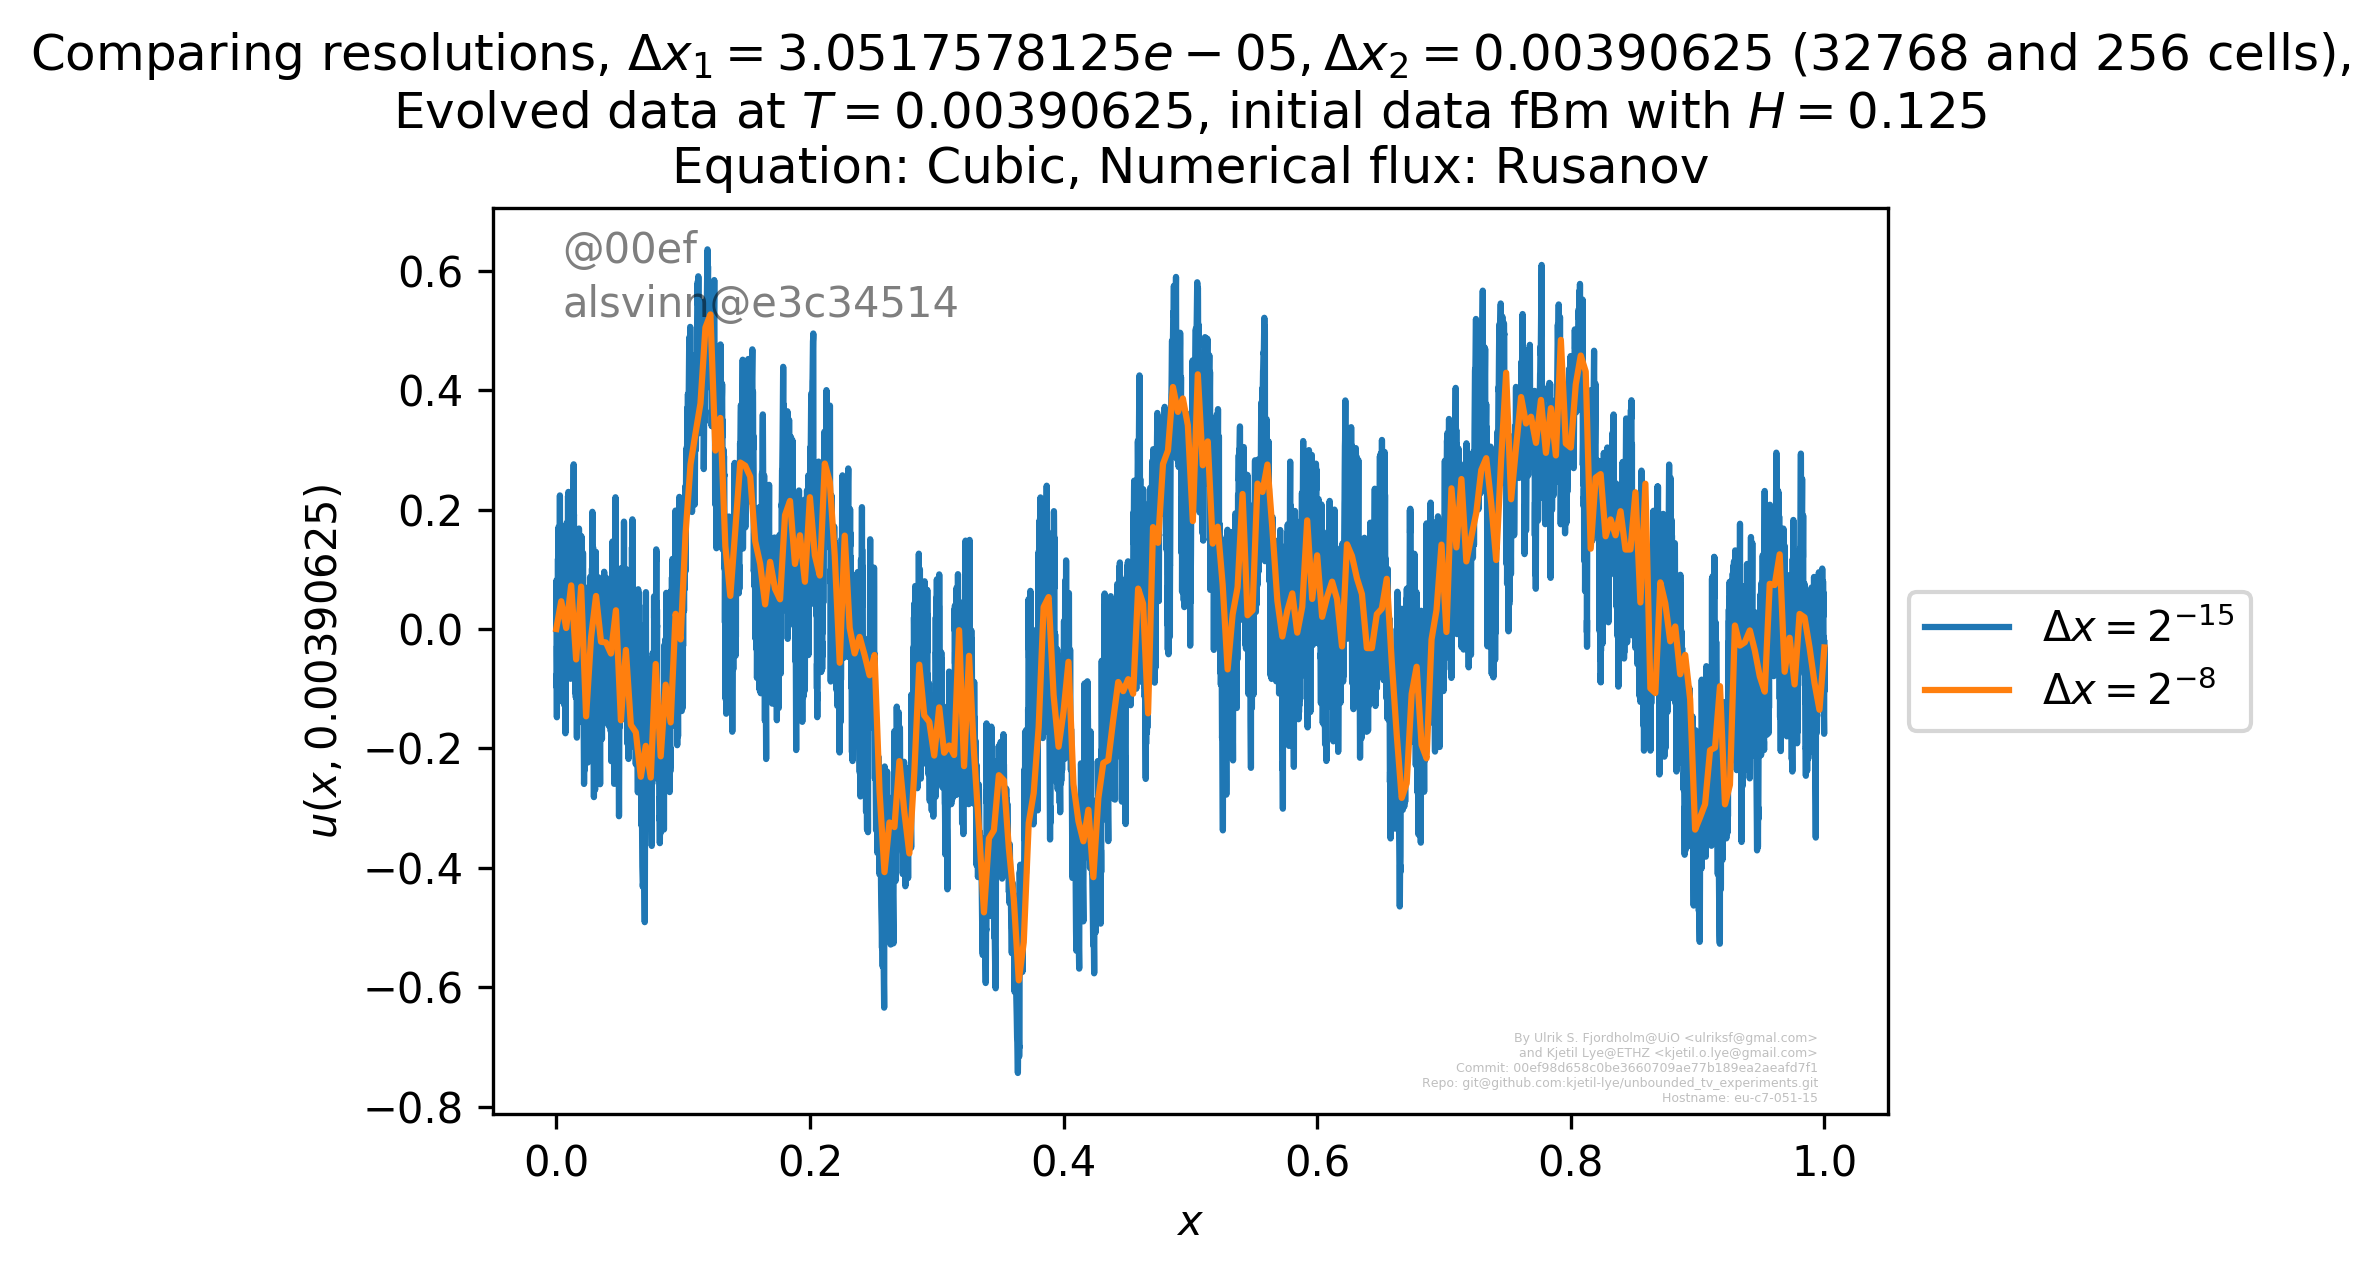 Comparing resolutions, Δx₁ = 3.0517578125e − 05, Δx₂ = 0.00390625 (32768 and 256 cells),
Evolved data at T = 0.00390625, initial data fBm with H = 0.125
Equation: Cubic, Numerical flux: Rusanov
@00ef
alsvinn@e3c34514
0.6
0.4
0.2
0.0
−0.2
−0.4
−0.6
−0.8
u(x, 0.00390625)
Δx = 2⁻¹⁵
Δx = 2⁻⁸
By Ulrik S. Fjordholm@UiO <ulriksf@gmal.com>
and Kjetil Lye@ETHZ <kjetil.o.lye@gmail.com>
Commit: 00ef98d658c0be3660709ae77b189ea2aeafd7f1
Repo: git@github.com:kjetil-lye/unbounded_tv_experiments.git
Hostname: eu-c7-051-15
0.0 0.2 0.4 0.6 0.8 1.0
x